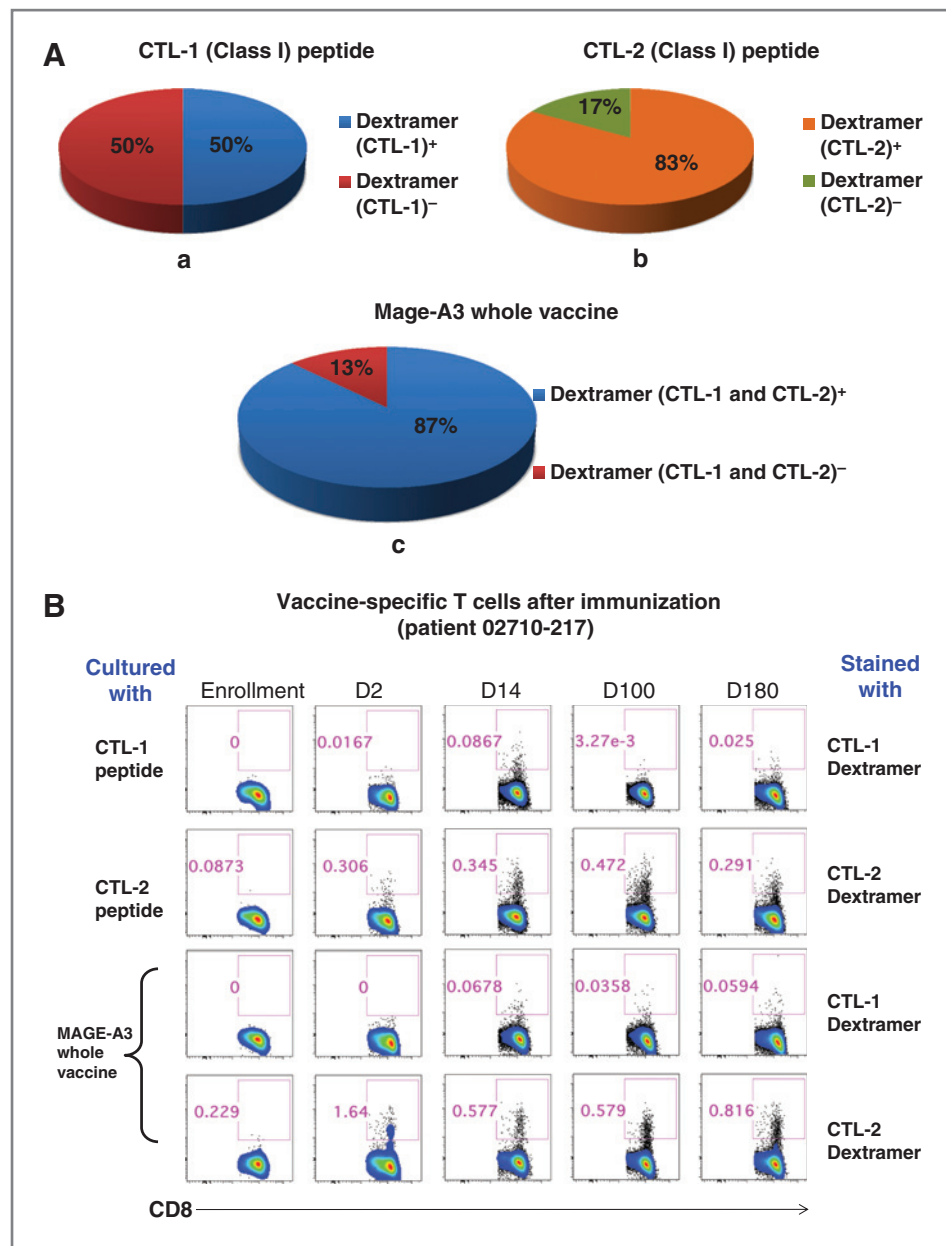 A
CTL-1 (Class I) peptide
50%
50%
Dextramer
(CTL-1)+
Dextramer
(CTL-1)–
a
CTL-2 (Class I) peptide
17%
83%
Dextramer
(CTL-2)+
Dextramer
(CTL-2)–
b
Mage-A3 whole vaccine
13%
87%
Dextramer (CTL-1 and CTL-2)+
Dextramer (CTL-1 and CTL-2)–
c
B
Vaccine-specific T cells after immunization
(patient 02710-217)
Cultured
with
Enrollment
D2
D14
D100
D180
Stained
with
CTL-1
peptide
0
0.0167
0.0867
3.27e-3
0.025
CTL-1
Dextramer
CTL-2
peptide
0.0873
0.306
0.345
0.472
0.291
CTL-2
Dextramer
MAGE-A3
whole
vaccine
0
0
0.0678
0.0358
0.0594
CTL-1
Dextramer
0.229
1.64
0.577
0.579
0.816
CTL-2
Dextramer
CD8